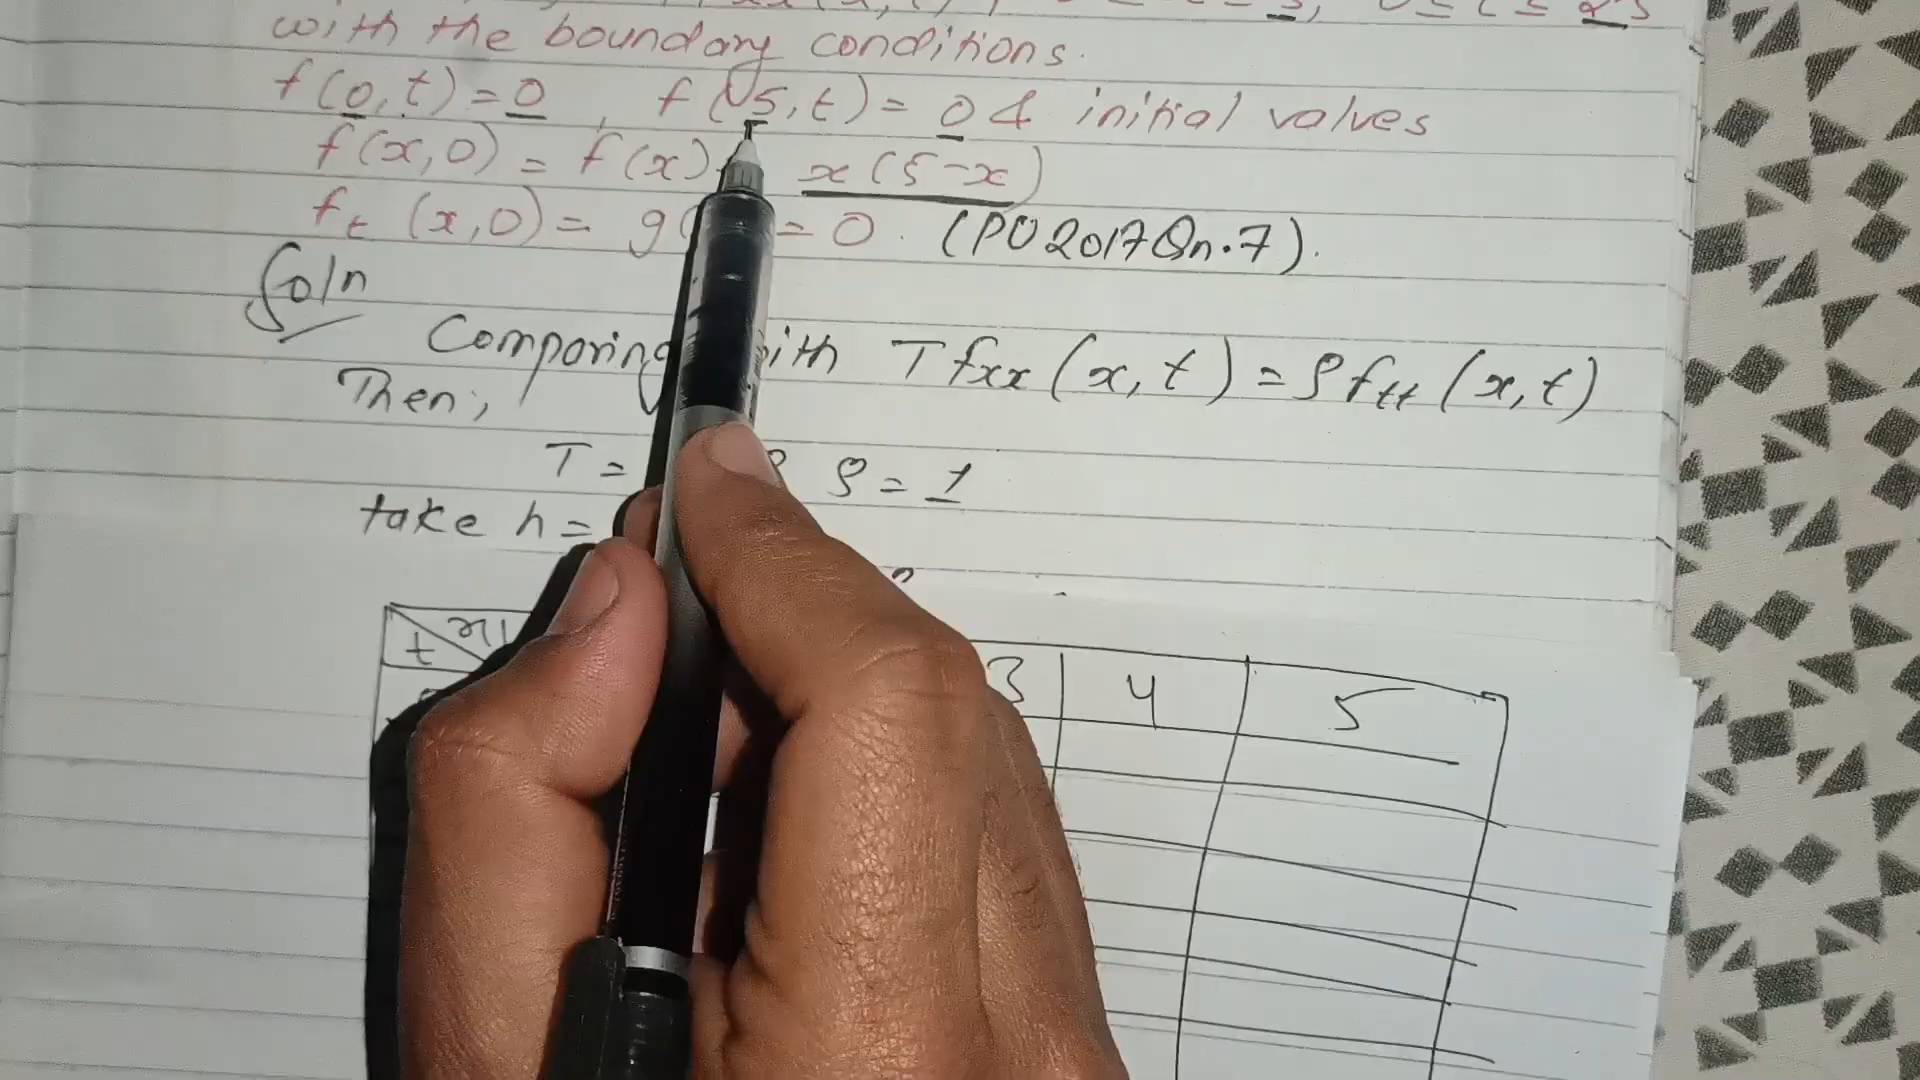 with the boundary conditions.
f(0,t)=0, f(5,t)=0 & initial values
f(x,0) = f(x) x(5-x)
ft (x,0) = g = 0. (PU 2017 Qn.7).
Soln
Comparing with T fxx (x,t) = ρ ftt (x,t)
Then,
T = ρ = 1
take h =
t x
3 4 5